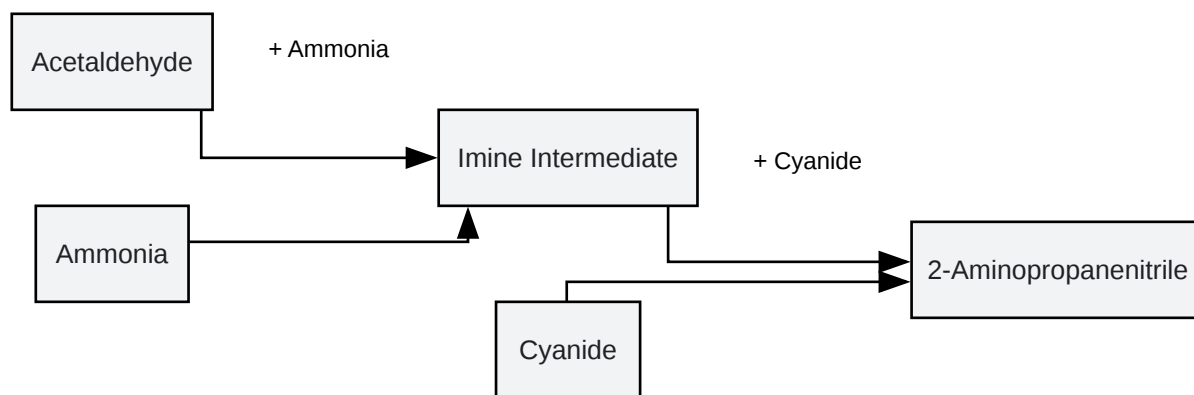 Acetaldehyde
+ Ammonia
Imine Intermediate
+ Cyanide
Ammonia
2-Aminopropanenitrile
Cyanide